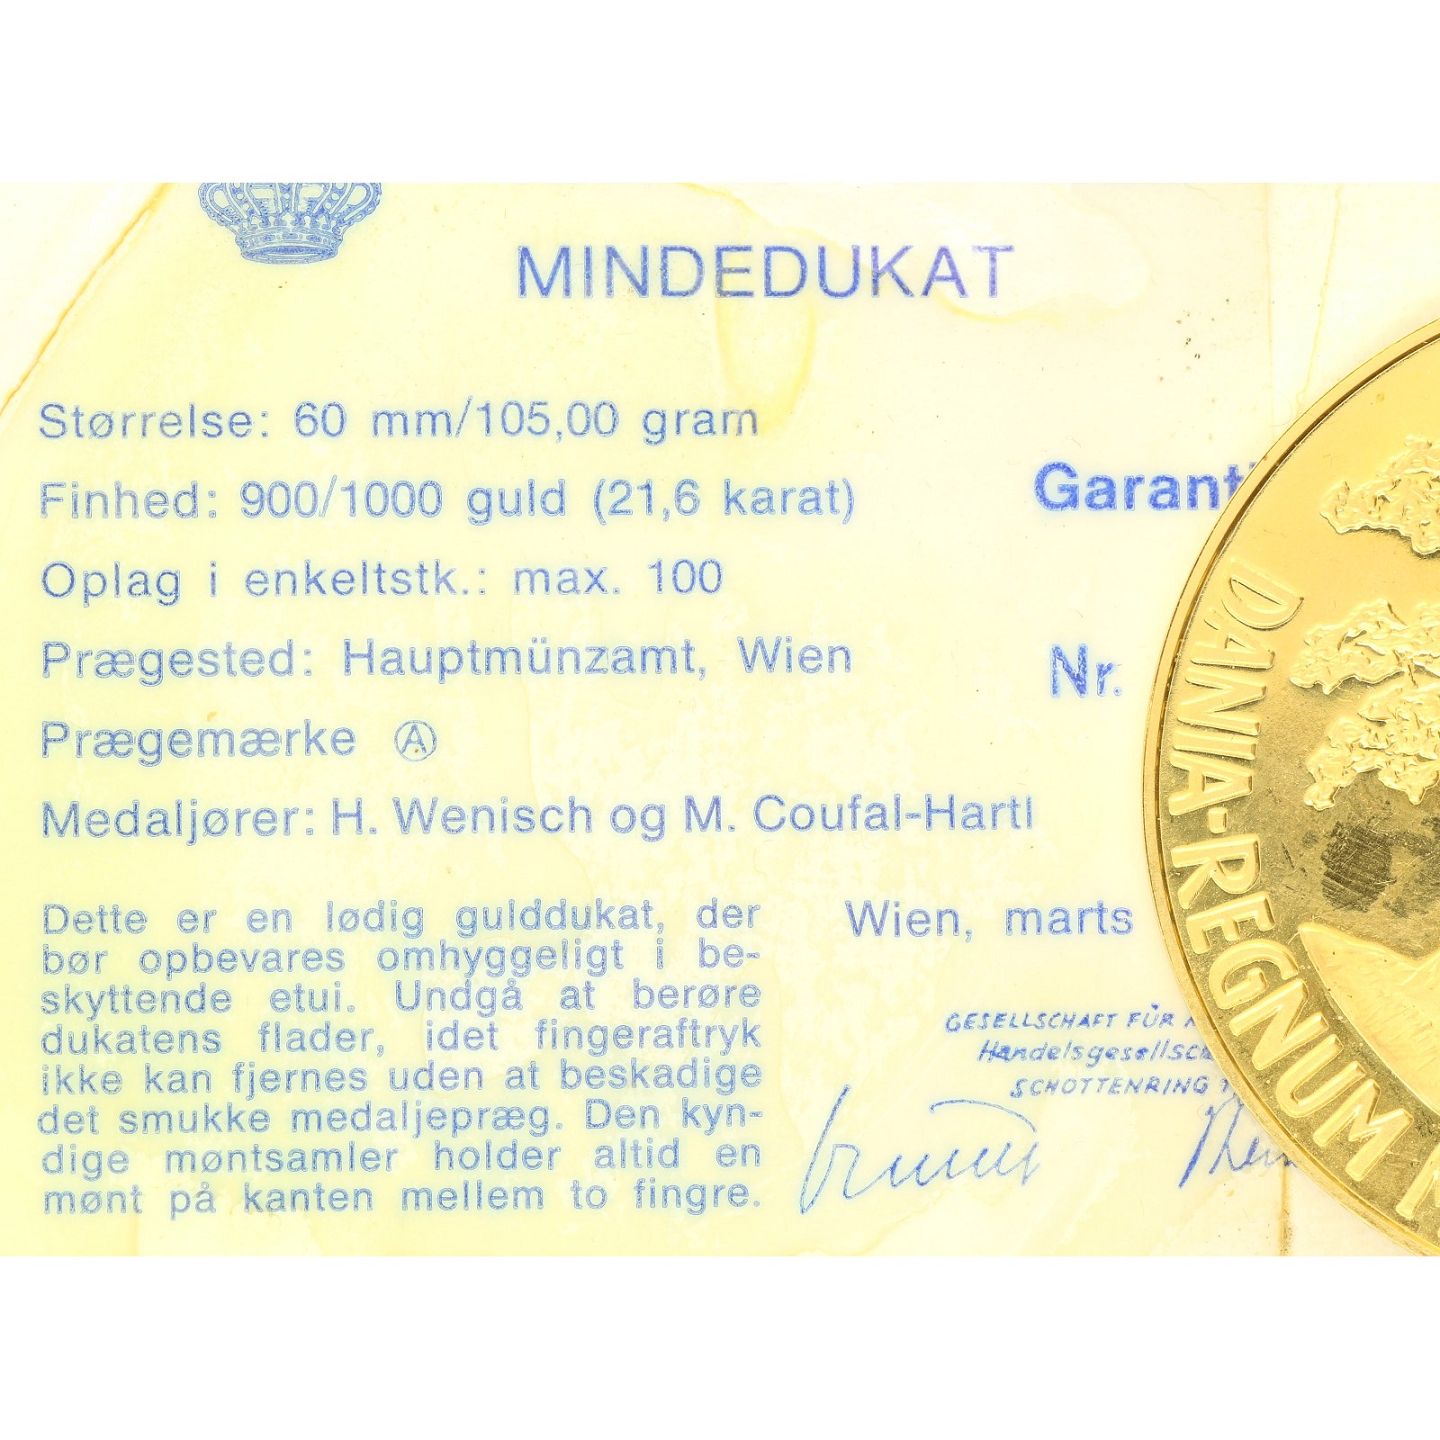 MINDEDUKAT
Størrelse: 60 mm/105,00 gram
Finhed: 900/1000 guld (21,6 karat)
Oplag i enkeltstk.: max. 100
Prægested: Hauptmünzamt, Wien
Prægemærke Ⓐ
Medaljører: H. Wenisch og M. Coufal-Hartl
Dette er en lødig gulddukat, der
bør opbevares omhyggeligt i be-
skyttende etui. Undgå at berøre
dukatens flader, idet fingeraftryk
ikke kan fjernes uden at beskadige
det smukke medaljepræg. Den kyn-
dige møntsamler holder altid en
mønt på kanten mellem to fingre.
Garanti
Nr.
Wien, marts
GESELLSCHAFT FÜR
Handelsgesellsc
SCHOTTENRING 1
DANIA-REGNUM